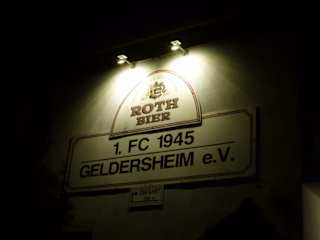 ROTH
BIER
1. FC 1945
GELDERSHEIM e.V.